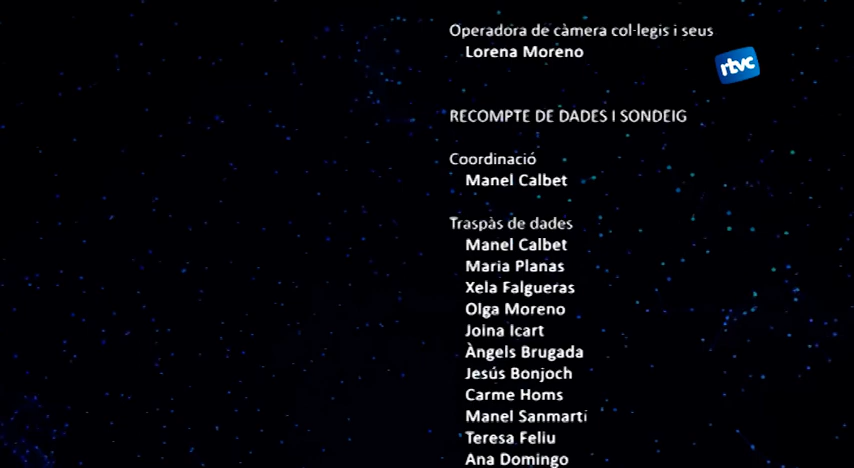 Operadora de càmera col·legis i seus
Lorena Moreno
rtvc
RECOMPTE DE DADES I SONDEIG
Coordinació
Manel Calbet
Traspàs de dades
Manel Calbet
Maria Planas
Xela Falgueras
Olga Moreno
Joina Icart
Àngels Brugada
Jesús Bonjoch
Carme Homs
Manel Sanmartí
Teresa Feliu
Ana Domingo